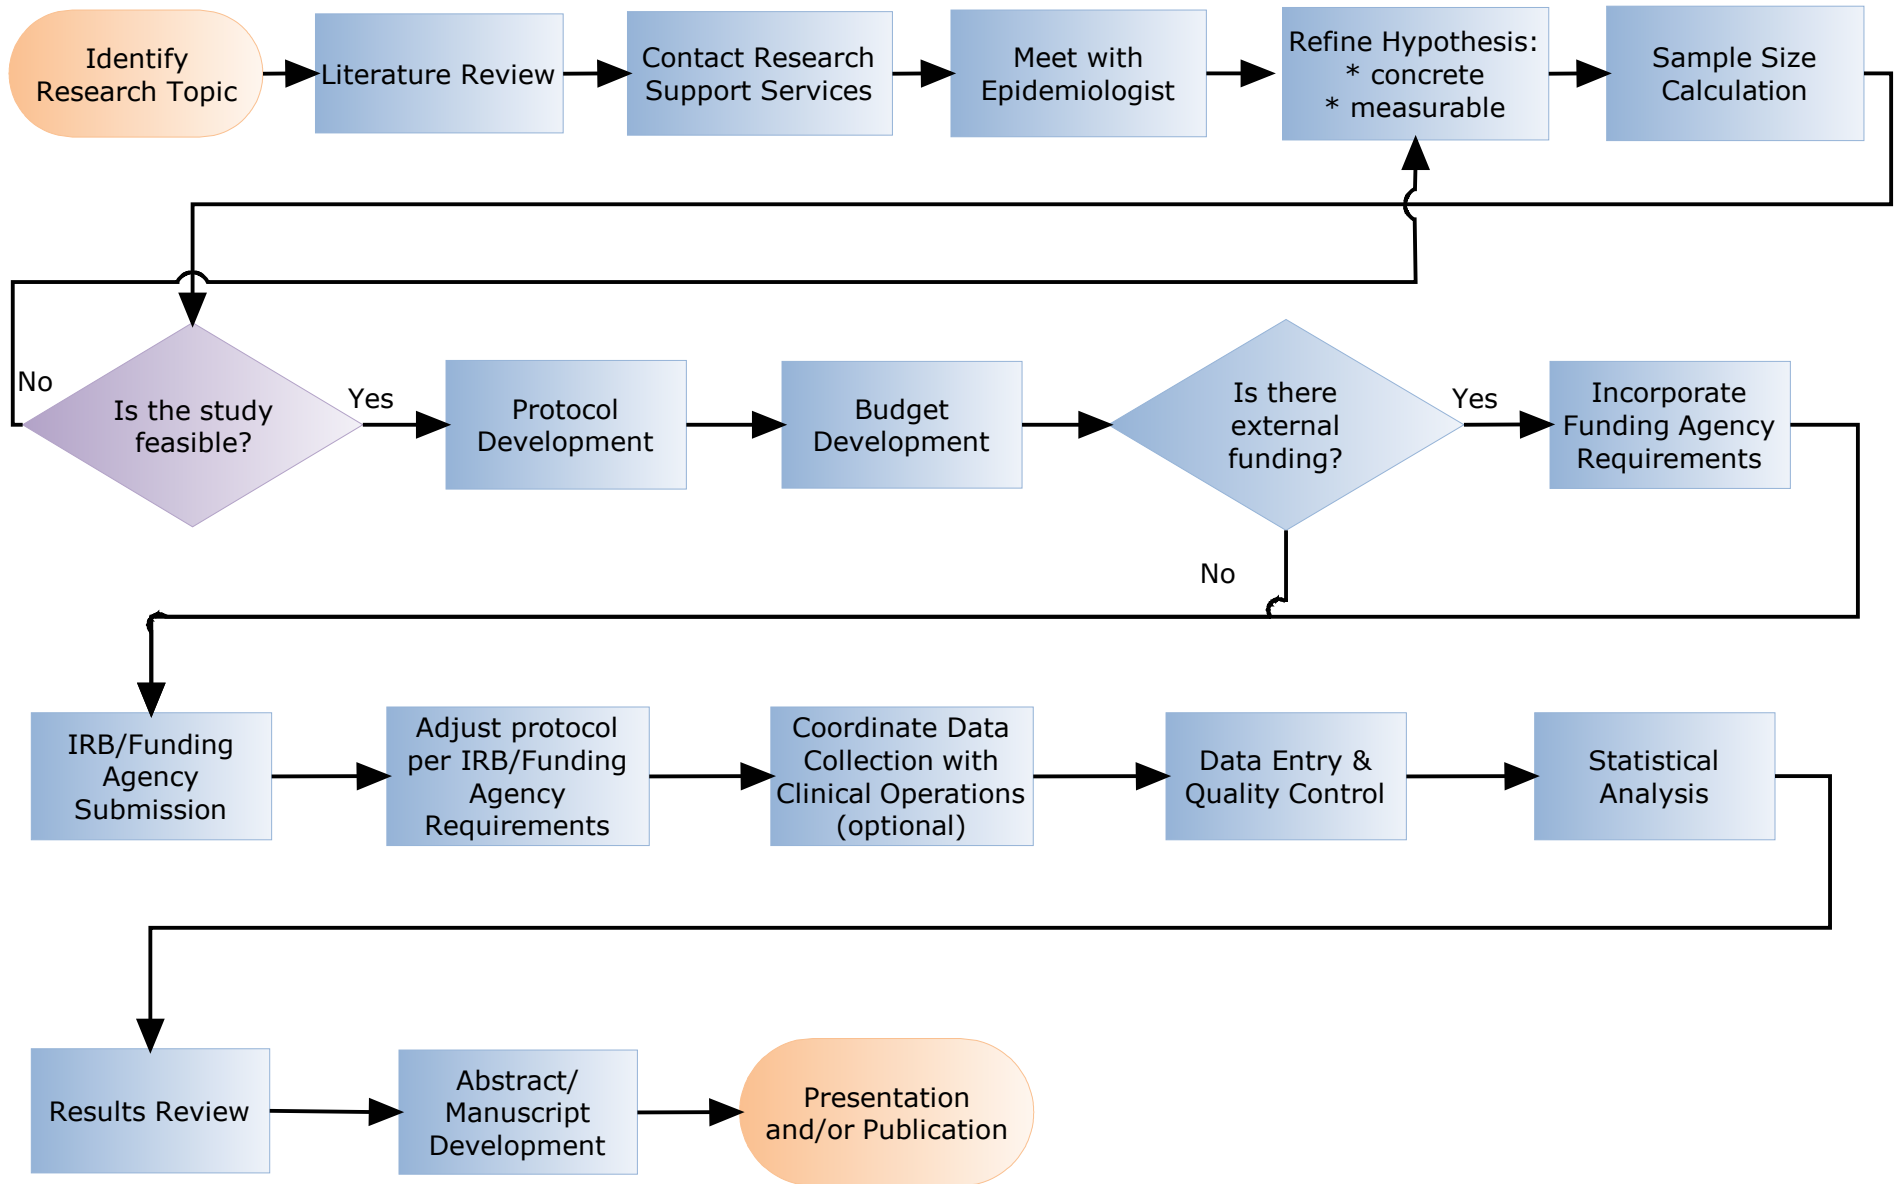 Identify
Research Topic
Literature Review
Contact Research
Support Services
Meet with
Epidemiologist
Refine Hypothesis:
* concrete
* measurable
Sample Size
Calculation
No
Is the study
feasible?
Yes
Protocol
Development
Budget
Development
Is there
external
funding?
Yes
Incorporate
Funding Agency
Requirements
No
IRB/Funding
Agency
Submission
Adjust protocol
per IRB/Funding
Agency
Requirements
Coordinate Data
Collection with
Clinical Operations
(optional)
Data Entry &
Quality Control
Statistical
Analysis
Results Review
Abstract/
Manuscript
Development
Presentation
and/or Publication